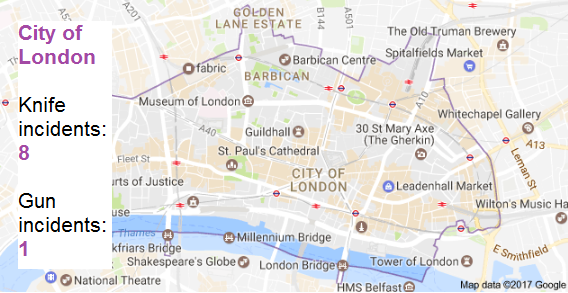 City of
London
Knife
incidents:
8
Gun
incidents:
1
GOLDEN
LANE ESTATE
B144
A501
The Old Truman Brewery
Spitalfields Market
fabric
Barbican Centre
BARBICAN
Museum of London
A10
A40
Guildhall
30 St Mary Axe
(The Gherkin)
Whitechapel Gallery
A13
Fleet St
St. Paul's Cathedral
Leman St
CITY OF
LONDON
urts of Justice
Leadenhall Market
Wilton's Music Ha
use
Thames
Millennium Bridge
kfriars Bridge
E Smithfield
Shakespeare's Globe
London Bridge
Tower of London
National Theatre
HMS Belfast
Map data ©2017 Google